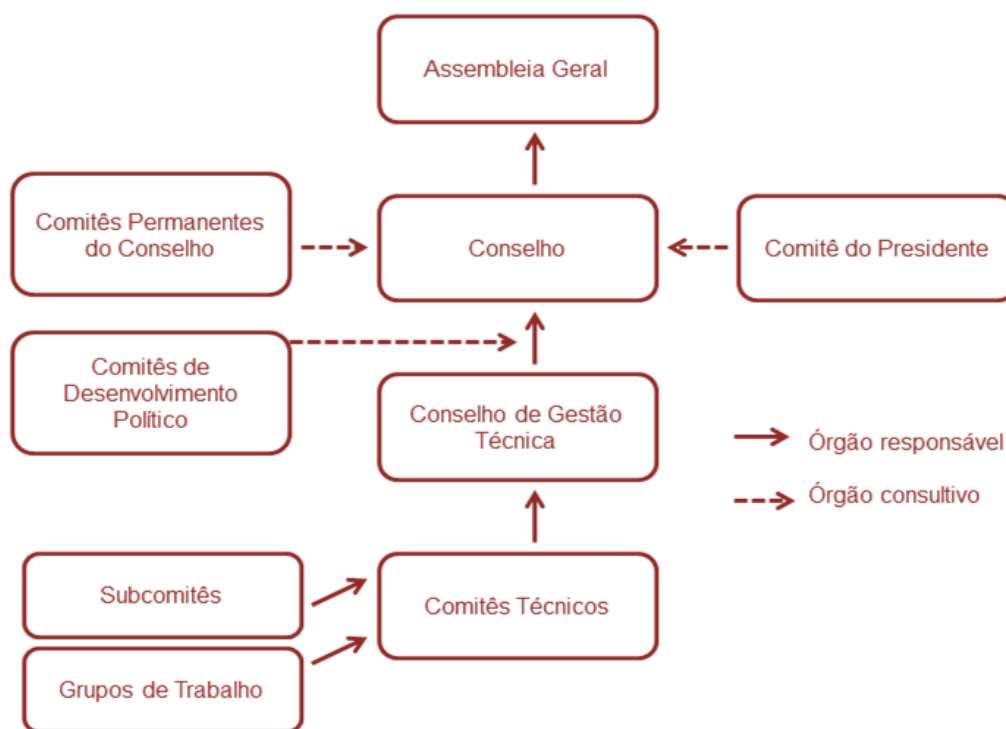 Assembleia Geral
Comitês Permanentes
do Conselho
Conselho
Comitê do Presidente
Comitês de
Desenvolvimento
Político
Conselho de Gestão
Técnica
Órgão responsável
Órgão consultivo
Subcomitês
Comitês Técnicos
Grupos de Trabalho